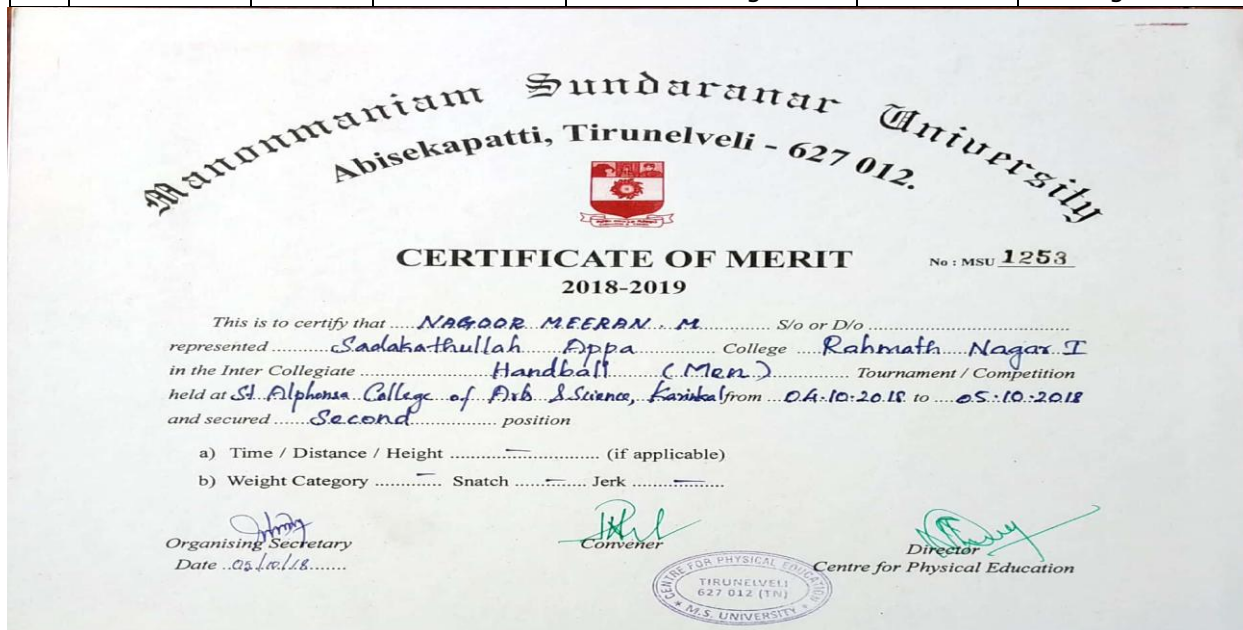 Manonmaniam Sundaranar University
Abisekapatti, Tirunelveli - 627 012.
CERTIFICATE OF MERIT No : MSU 1253
2018-2019
This is to certify that ....NAGOOR MEERAN. M............. S/o or D/o ........................................
represented ..........Sadakathullah Appa............... College ....Rahmath Nagar I
in the Inter Collegiate ........................Handball (Men)............... Tournament / Competition
held at St. Alphonsa College of Arts & Science, Karinkal from ...04.10.2018 to ...05.10.2018
and secured ......Second............... position
a) Time / Distance / Height ...........—............. (if applicable)
b) Weight Category ..........— Snatch ......—.... Jerk ........—........
Organising Secretary
Convener
Director
Date ..05/10/18........
Centre for Physical Education
CENTRE FOR PHYSICAL EDUCATION
TIRUNELVELI
627 012 (TN)
* M.S. UNIVERSITY *